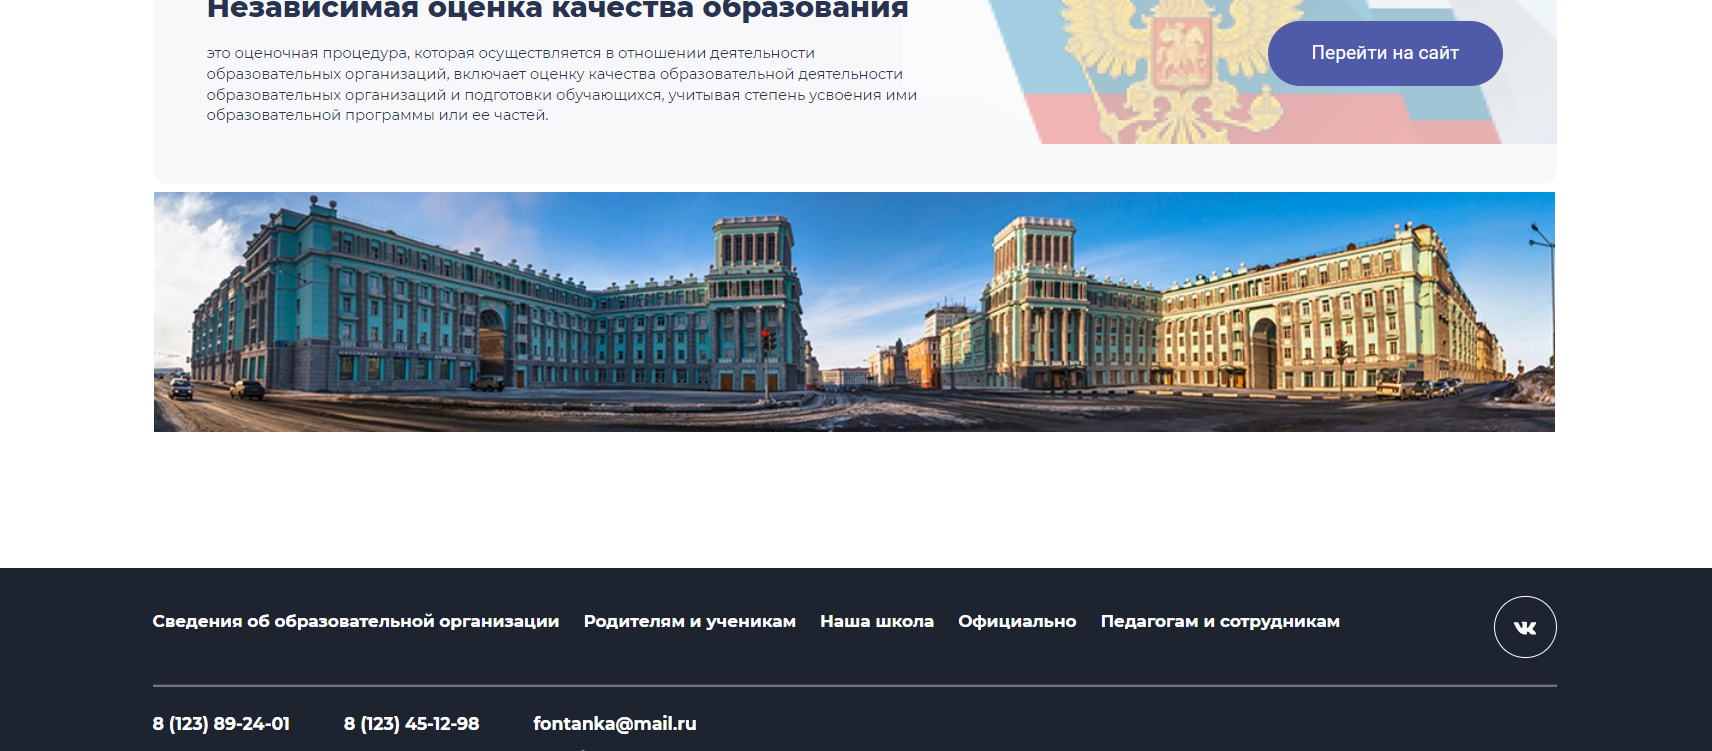 Независимая оценка качества образования
это оценочная процедура, которая осуществляется в отношении деятельности
образовательных организаций, включает оценку качества образовательной деятельности
образовательных организаций и подготовки обучающихся, учитывая степень усвоения ими
образовательной программы или ее частей.
Перейти на сайт
Сведения об образовательной организации Родителям и ученикам Наша школа Официально Педагогам и сотрудникам
8 (123) 89-24-01 8 (123) 45-12-98 fontanka@mail.ru